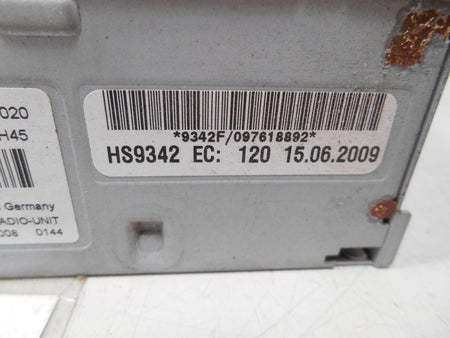 020
H45
Germany
ADIO-UNIT
008 0144
*9342F/097618892*
HS9342 EC: 120 15.06.2009